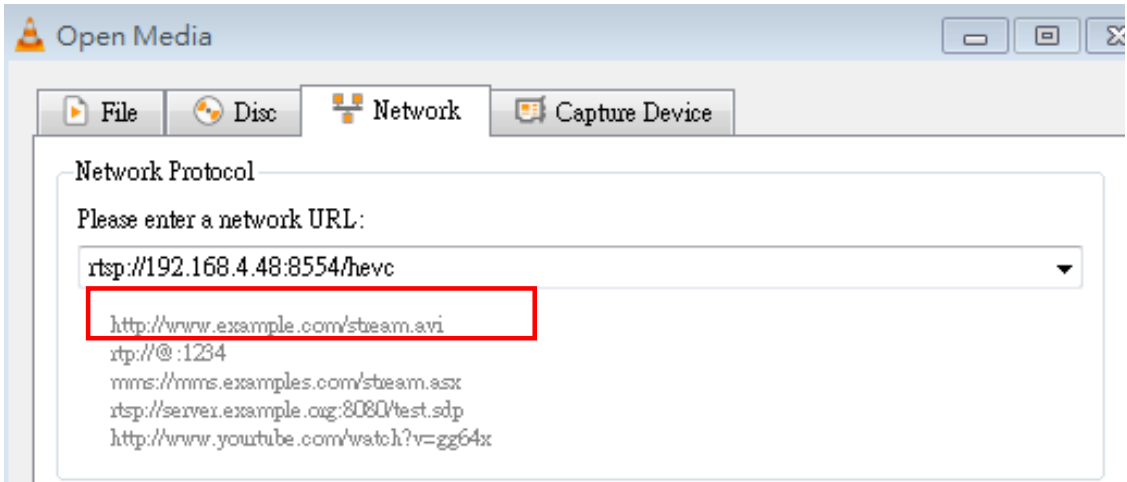 Open Media
File Disc Network Capture Device
Network Protocol
Please enter a network URL:
rtsp://192.168.4.48:8554/hevc
http://www.example.com/stream.avi
rtp://@:1234
mms://mms.examples.com/stream.asx
rtsp://server.example.org:8080/test.sdp
http://www.yourtube.com/watch?v=gg64x